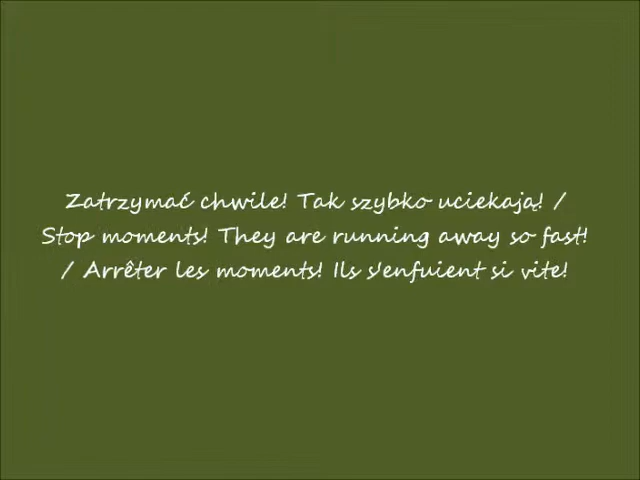 Zatrzymać chwile! Tak szybko uciekają! /
Stop moments! They are running away so fast!
/ Arrêter les moments! Ils s'enfuient si vite!